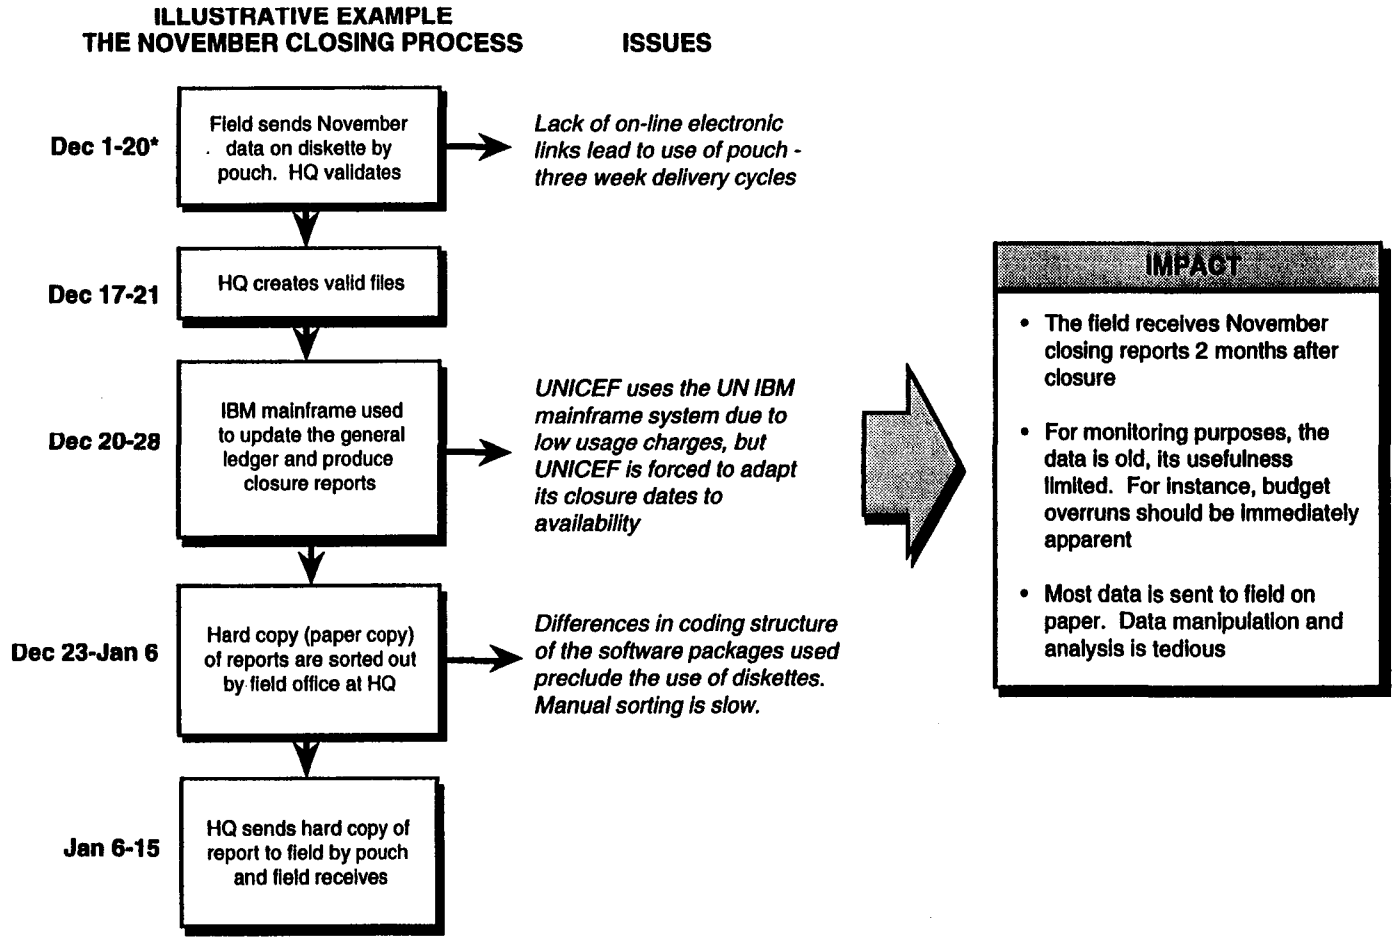 ILLUSTRATIVE EXAMPLE
THE NOVEMBER CLOSING PROCESS
ISSUES
Dec 1-20*
Field sends November
data on diskette by
pouch. HQ validates
Lack of on-line electronic
links lead to use of pouch -
three week delivery cycles
Dec 17-21
HQ creates valid files
Dec 20-28
IBM mainframe used
to update the general
ledger and produce
closure reports
UNICEF uses the UN IBM
mainframe system due to
low usage charges, but
UNICEF is forced to adapt
its closure dates to
availability
Dec 23-Jan 6
Hard copy (paper copy)
of reports are sorted out
by field office at HQ
Differences in coding structure
of the software packages used
preclude the use of diskettes.
Manual sorting is slow.
Jan 6-15
HQ sends hard copy of
report to field by pouch
and field receives
IMPACT
• The field receives November
closing reports 2 months after
closure
• For monitoring purposes, the
data is old, its usefulness
limited. For instance, budget
overruns should be immediately
apparent
• Most data is sent to field on
paper. Data manipulation and
analysis is tedious